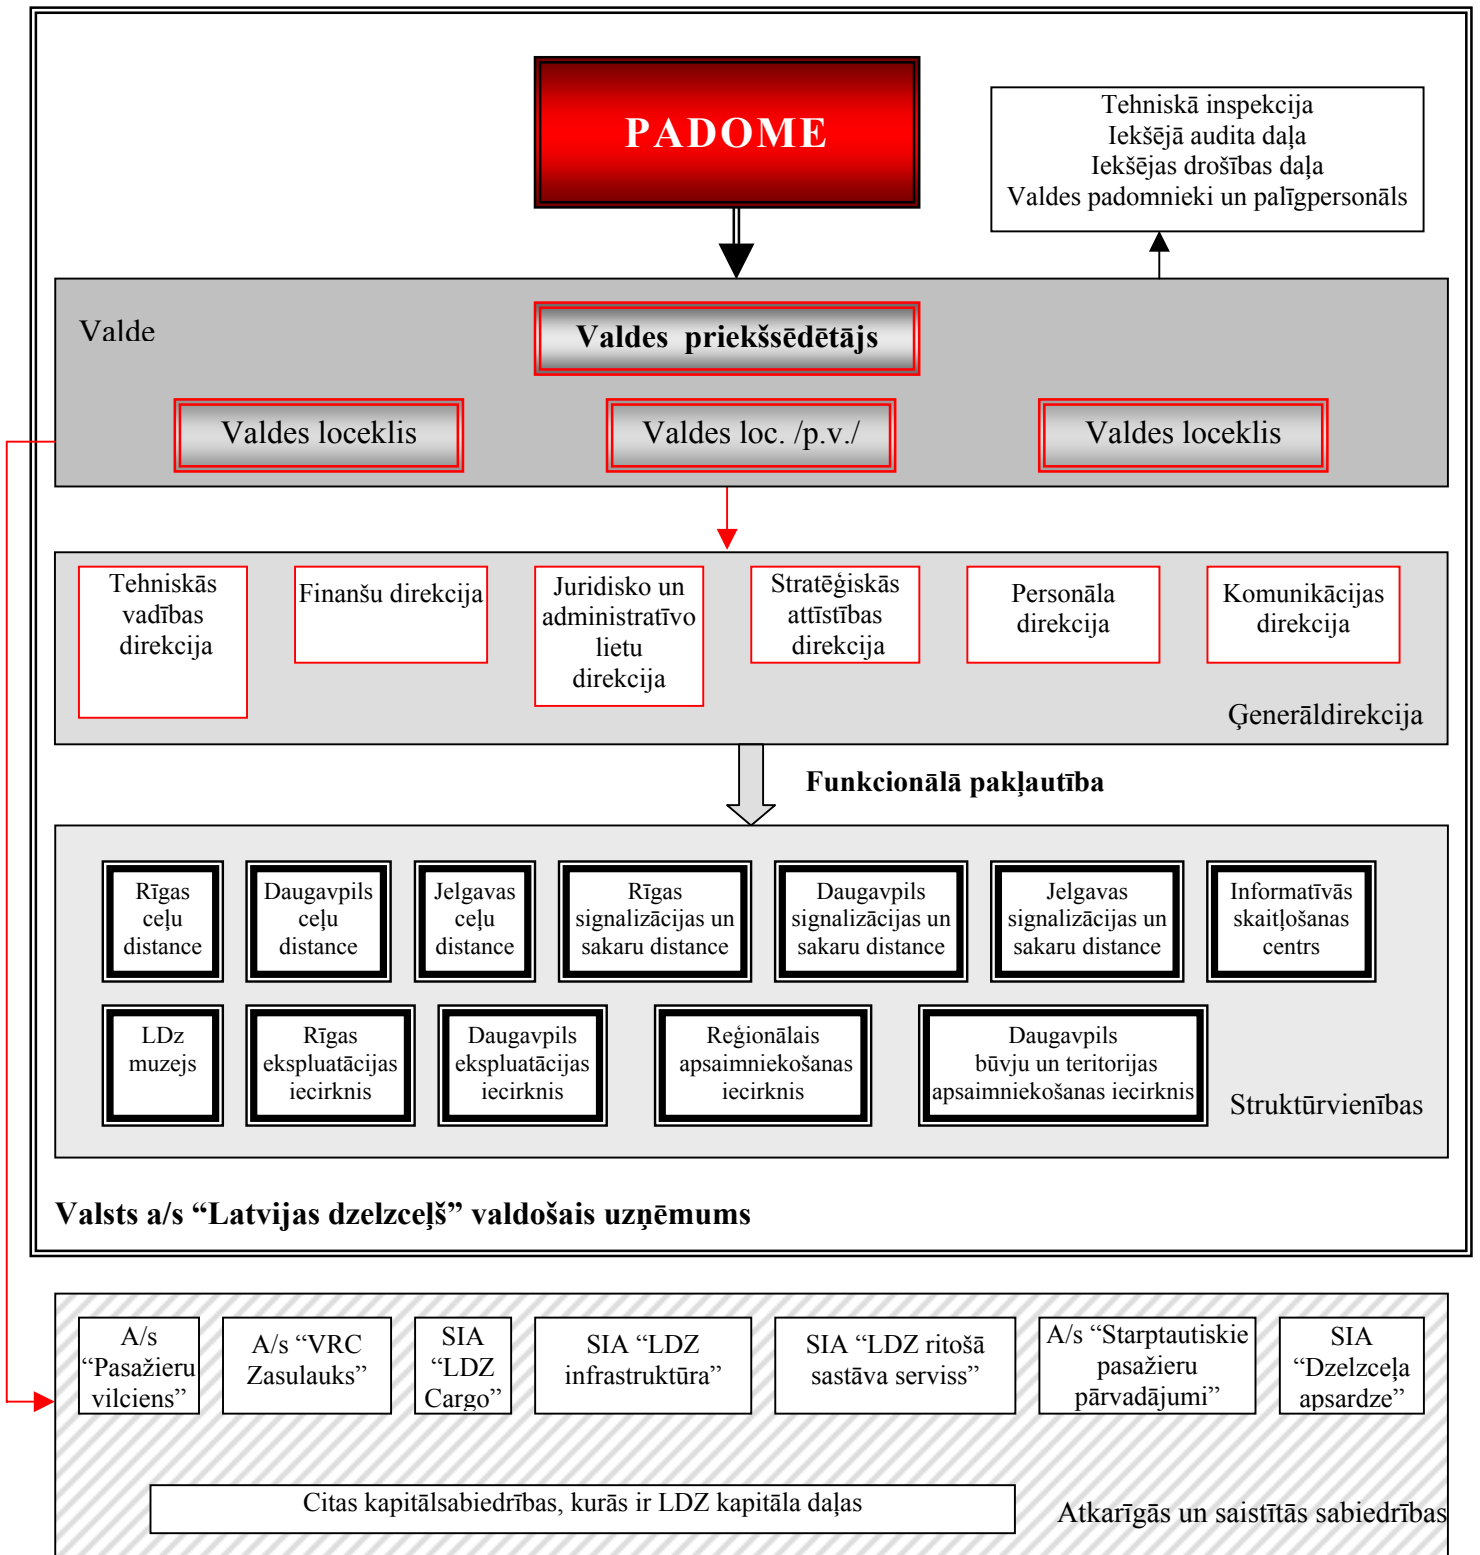 PADOME
Tehniskā inspekcija
Iekšējā audita daļa
Iekšējas drošības daļa
Valdes padomnieki un palīgpersonāls
Valde
Valdes priekšsēdētājs
Valdes loceklis
Valdes loc. /p.v./
Valdes loceklis
Tehniskās
vadības
direkcija
Finanšu direkcija
Juridisko un
administratīvo
lietu
direkcija
Stratēģiskās
attīstības
direkcija
Personāla
direkcija
Komunikācijas
direkcija
Ģenerāldirekcija
Funkcionālā pakļautība
Rīgas
ceļu
distance
Daugavpils
ceļu
distance
Jelgavas
ceļu
distance
Rīgas
signalizācijas un
sakaru distance
Daugavpils
signalizācijas un
sakaru distance
Jelgavas
signalizācijas un
sakaru distance
Informatīvās
skaitļošanas
centrs
LDz
muzejs
Rīgas
ekspluatācijas
iecirknis
Daugavpils
ekspluatācijas
iecirknis
Reģionālais
apsaimniekošanas
iecirknis
Daugavpils
būvju un teritorijas
apsaimniekošanas iecirknis
Struktūrvienības
Valsts a/s “Latvijas dzelzceļš” valdošais uzņēmums
A/s
“Pasažieru
vilciens”
A/s “VRC
Zasulauks”
SIA
“LDZ
Cargo”
SIA “LDZ
infrastruktūra”
SIA “LDZ ritošā
sastāva serviss”
A/s “Starptautiskie
pasažieru
pārvadājumi”
SIA
“Dzelzceļa
apsardze”
Citas kapitālsabiedrības, kurās ir LDZ kapitāla daļas
Atkarīgās un saistītās sabiedrības